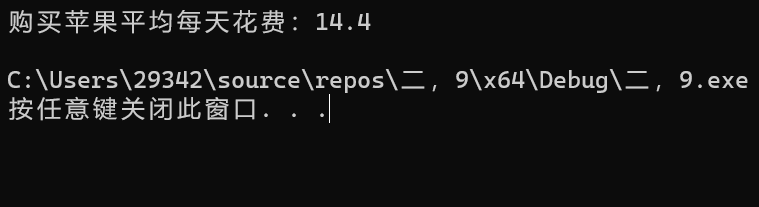 购买苹果平均每天花费：14.4
C:\Users\29342\source\repos\二，9\x64\Debug\二，9.exe
按任意键关闭此窗口. . .